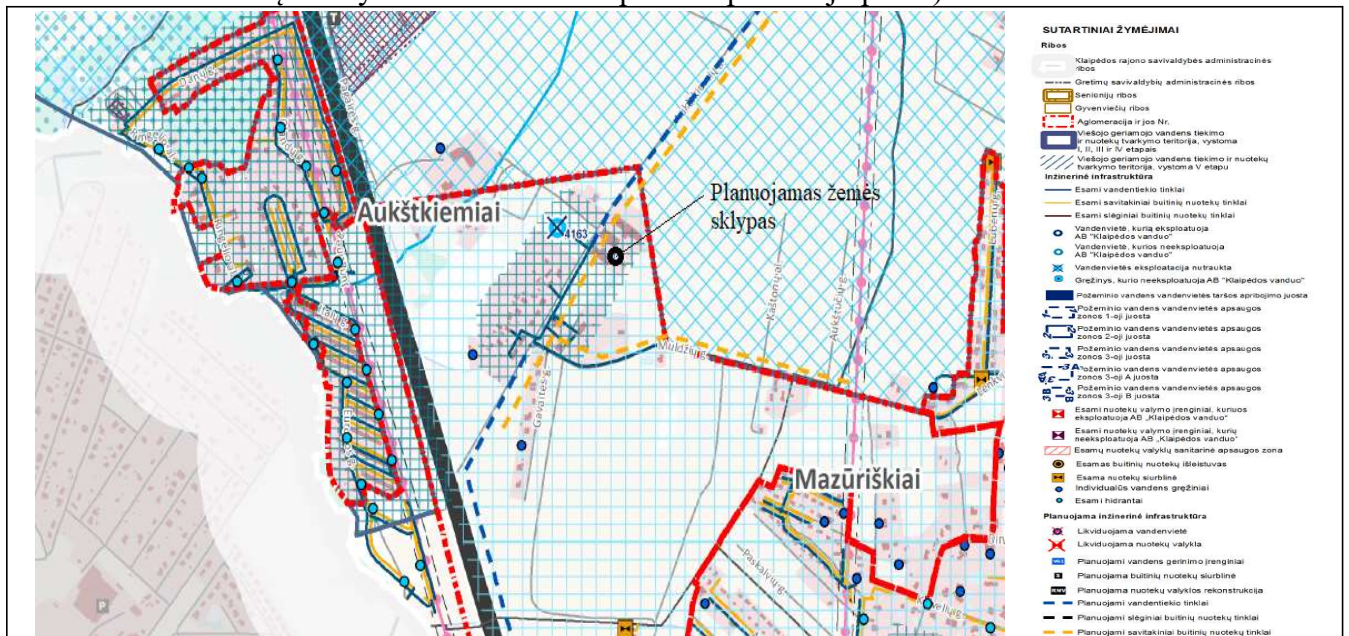 Danų g.
Aukštkiemiai
Planuojamas žemės
sklypas
4163
Gavaitės g.
Muldžių g.
Kaštonų al.
Aukštučių g.
Mazūriškiai
Paskalvių g.
SUTARTINIAI ŽYMĖJIMAI
Ribos
Klaipėdos rajono savivaldybės administracinės
ribos
Gretimų savivaldybių administracinės ribos
Seniūnijų ribos
Gyvenviečių ribos
Aglomeracija ir jos Nr.
Viešojo geriamojo vandens tiekimo
ir nuotekų tvarkymo teritorija, vystoma
I, II, III ir IV etapais
Viešojo geriamojo vandens tiekimo ir nuotekų
tvarkymo teritorija, vystoma V etapu
Inžinerinė infrastruktūra
Esami vandentiekio tinklai
Esami savitakiniai buitinių nuotekų tinklai
Esami slėginiai buitinių nuotekų tinklai
Vandenvietė, kurią eksploatuoja
AB "Klaipėdos vanduo"
Vandenvietė, kurios neeksploatuoja
AB "Klaipėdos vanduo"
Vandenvietės eksploatacija nutraukta
Gręžinys, kurio neeksploatuoja AB "Klaipėdos vanduo"
Požeminio vandens vandenvietės taršos apribojimo juosta
Požeminio vandens vandenvietės apsaugos
zonos 1-oji juosta
Požeminio vandens vandenvietės apsaugos
zonos 2-oji juosta
Požeminio vandens vandenvietės apsaugos
zonos 3-oji juosta
Požeminio vandens vandenvietės apsaugos
zonos 3-oji A juosta
Požeminio vandens vandenvietės apsaugos
zonos 3-oji B juosta
Esami nuotekų valymo įrenginiai, kuriuos
eksploatuoja AB „Klaipėdos vanduo"
Esami nuotekų valymo įrenginiai, kurių
neeksploatuoja AB „Klaipėdos vanduo"
Esamų nuotekų valyklų sanitarinė apsaugos zona
Esamas buitinių nuotekų išleistuvas
Esama nuotekų siurblinė
Individualūs vandens gręžiniai
Esami hidrantai
Planuojama inžinerinė infrastruktūra
Likviduojama vandenvietė
Likviduojama nuotekų valykla
Planuojami vandens gerinimo įrenginiai
Planuojama buitinių nuotekų siurblinė
Planuojama nuotekų valyklos rekonstrukcija
Planuojami vandentiekio tinklai
Planuojami slėginiai buitinių nuotekų tinklai
Planuojami savitakiniai buitinių nuotekų tinklai